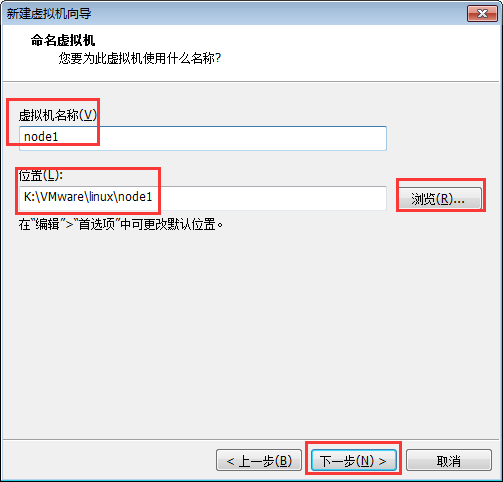 新建虚拟机向导
命名虚拟机
您要为此虚拟机使用什么名称?
虚拟机名称(V)
node1
位置(L):
K:\VMware\linux\node1
浏览(R)...
在“编辑”>“首选项”中可更改默认位置。
< 上一步(B)
下一步(N) >
取消